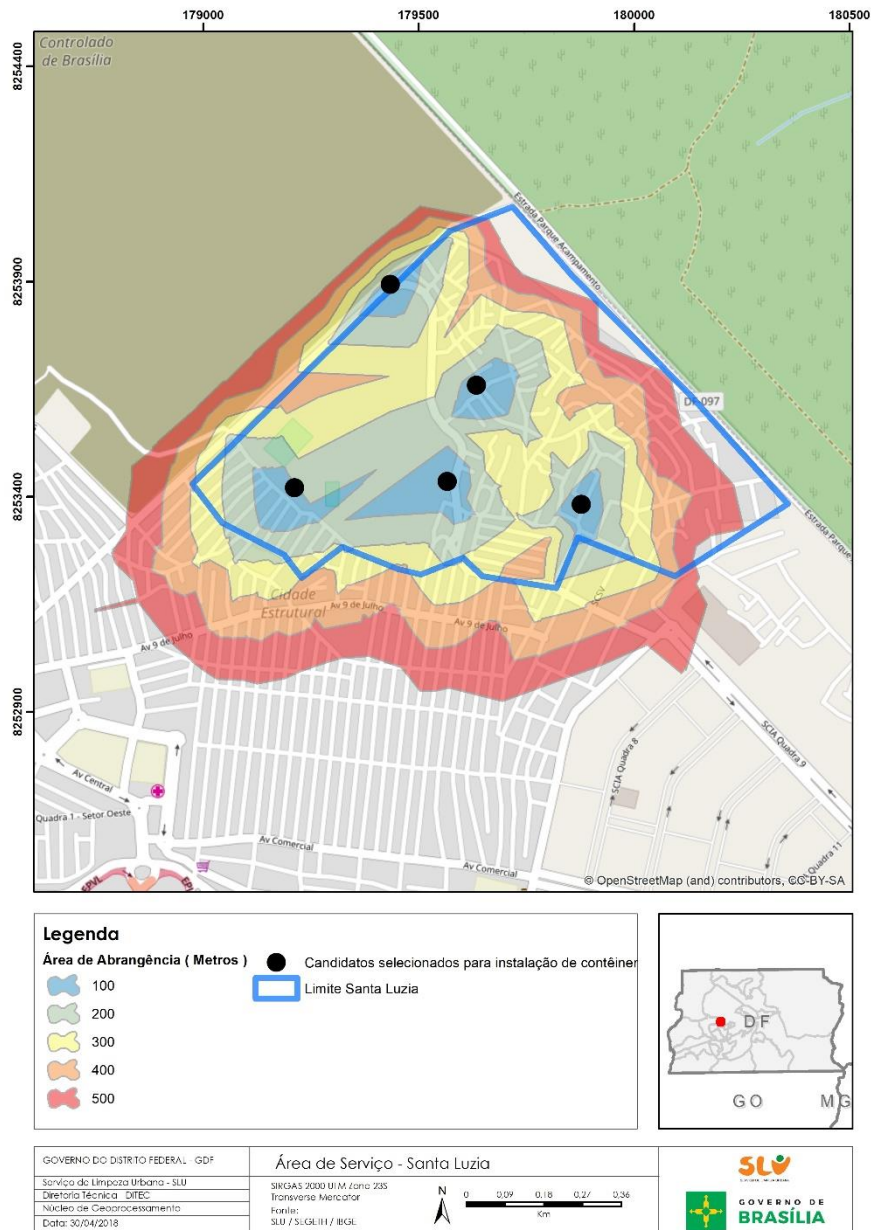 179000 179500 180000 180500
8254400
8253900
8253400
8252900
Controlado
de Brasília
Estrada Parque Acampamento
DF-097
Estrada Parque
Cidade
Estrutural
Av 9 de Julho
Av 9 de Julho
Av 9 de Julho
SCSV
SCIA Quadra 9
SCIA Quadra 8
Quadra 11
Av Central
Quadra 1 - Setor Oeste
Av Comercial
Av Comercial
EPVL
© OpenStreetMap (and) contributors, CC-BY-SA
Legenda
Área de Abrangência ( Metros )
100
200
300
400
500
Candidatos selecionados para instalação de contêiner
Limite Santa Luzia
DF
GO
MG
GOVERNO DO DISTRITO FEDERAL - GDF
Serviço de Limpeza Urbana - SLU
Diretoria Técnica - DITEC
Núcleo de Geoprocessamento
Data: 30/04/2018
Área de Serviço - Santa Luzia
SIRGAS 2000 UTM Zona 23S
Transverse Mercator
Fonte:
SLU / SEGETH / IBGE
N
0 0,09 0,18 0,27 0,36
Km
SLU
GOVERNO DE
BRASÍLIA